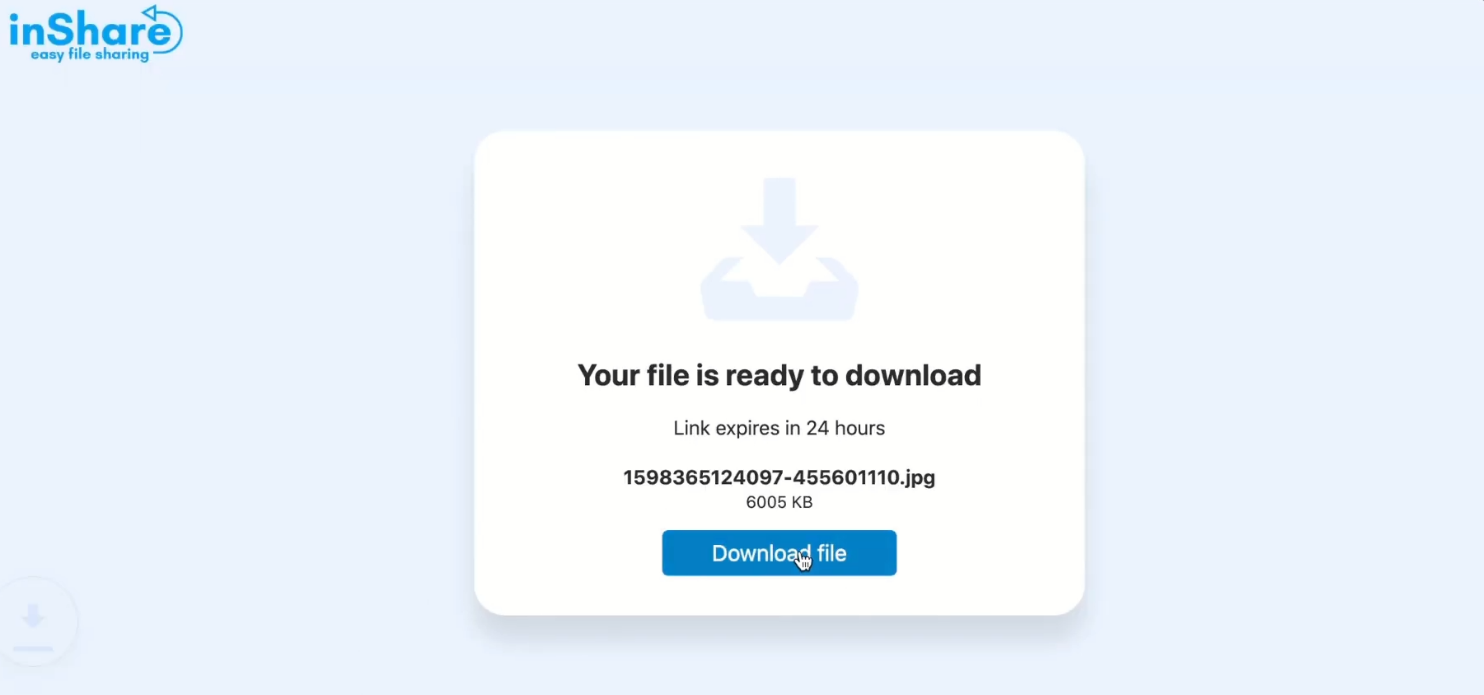 inShare
easy file sharing
Your file is ready to download
Link expires in 24 hours
1598365124097-455601110.jpg
6005 KB
Download file